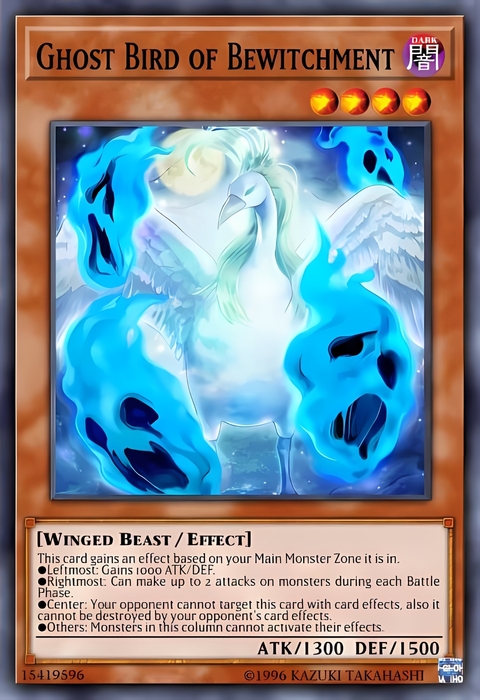 GHOST BIRD OF BEWITCHMENT
DARK
闇
[WINGED BEAST / EFFECT]
This card gains an effect based on your Main Monster Zone it is in.
●Leftmost: Gains 1000 ATK/DEF.
●Rightmost: Can make up to 2 attacks on monsters during each Battle
Phase.
●Center: Your opponent cannot target this card with card effects, also it
cannot be destroyed by your opponent's card effects.
●Others: Monsters in this column cannot activate their effects.
ATK/1300 DEF/1500
15419596
©1996 KAZUKI TAKAHASHI